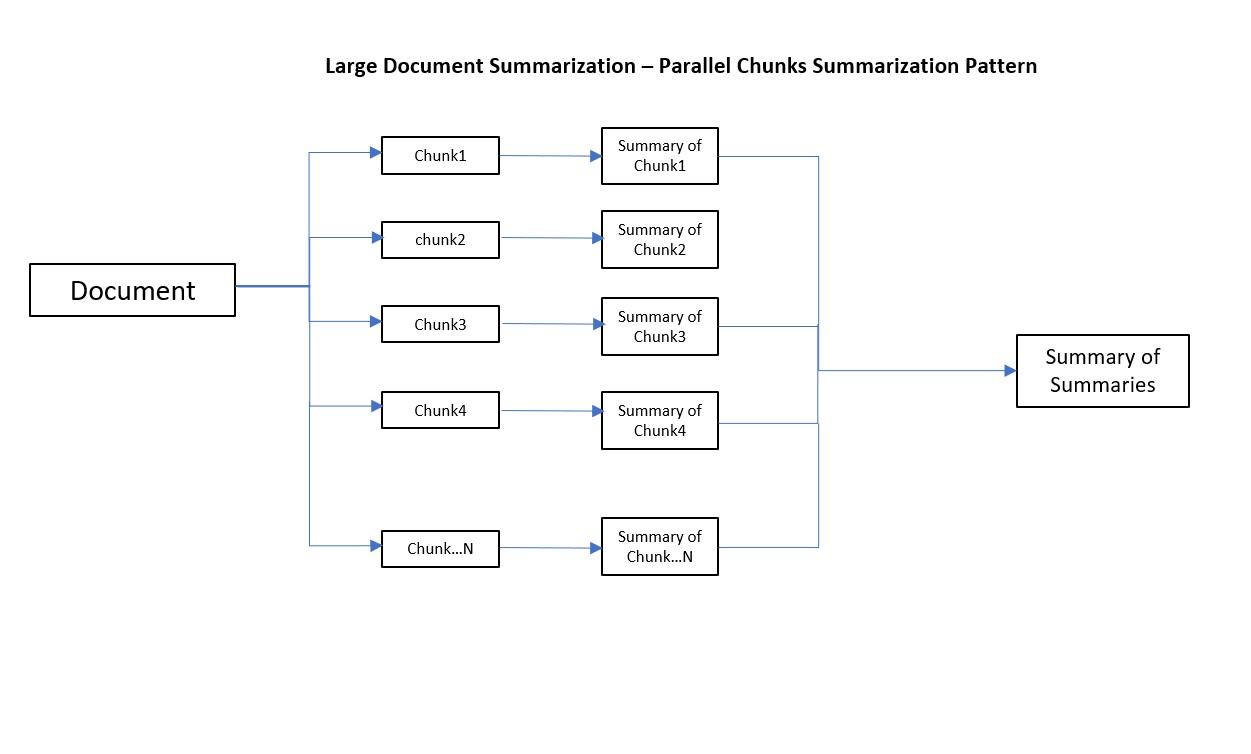 Large Document Summarization – Parallel Chunks Summarization Pattern
Chunk1
Summary of
Chunk1
chunk2
Summary of
Chunk2
Document
Chunk3
Summary of
Chunk3
Summary of
Summaries
Chunk4
Summary of
Chunk4
Chunk...N
Summary of
Chunk...N